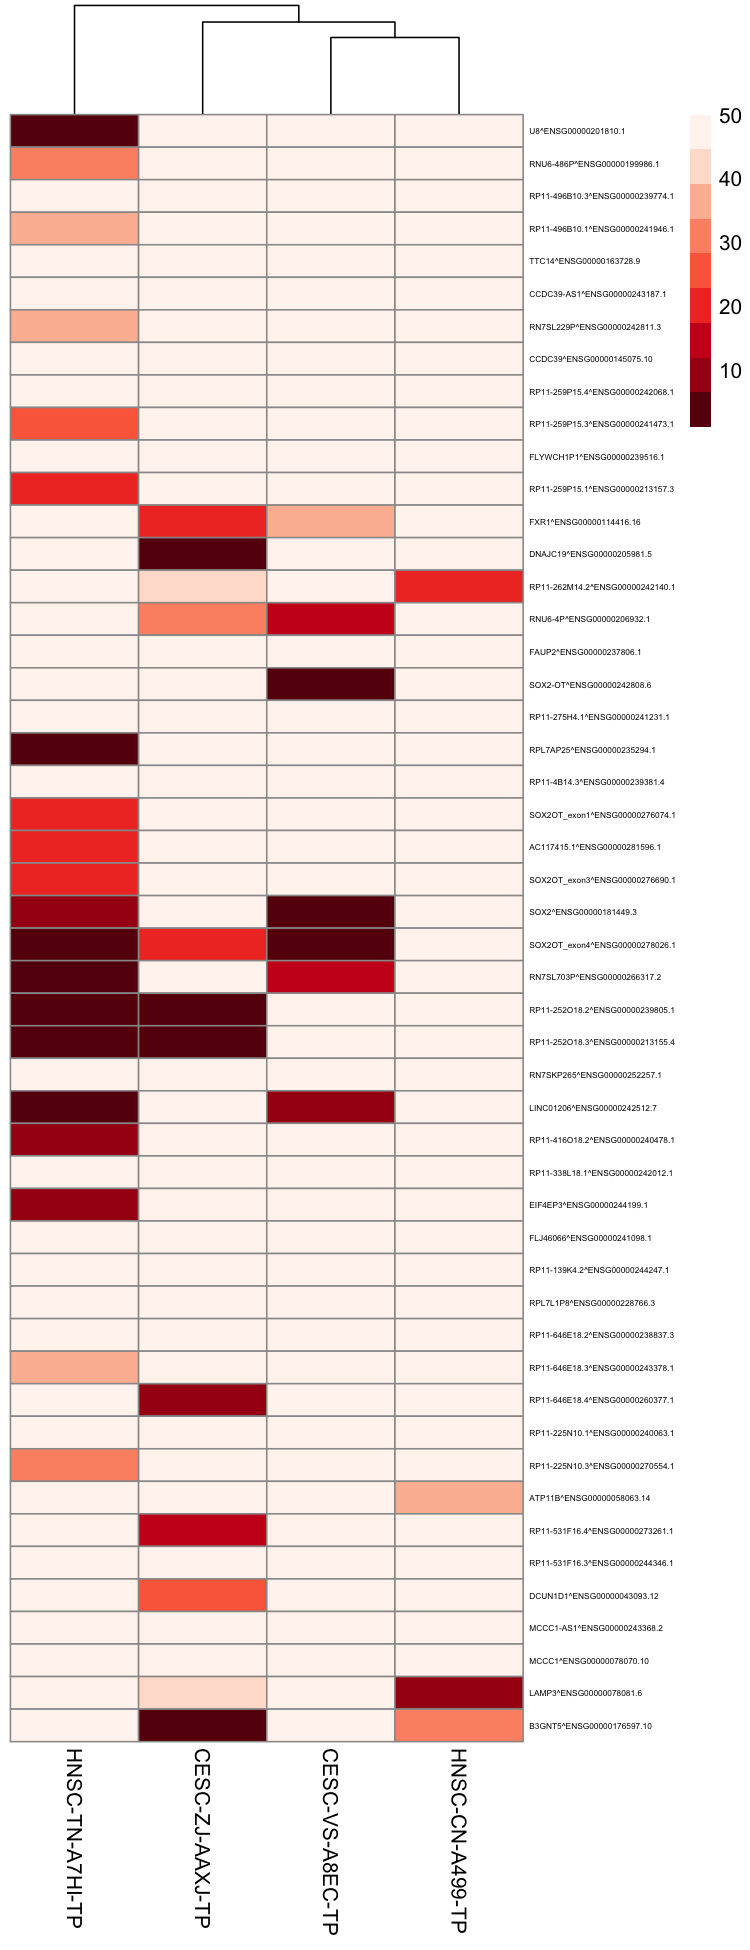 50
40
30
20
10
U8^ENSG00000201810.1
RNU6-486P^ENSG00000199986.1
RP11-496B10.3^ENSG00000239774.1
RP11-496B10.1^ENSG00000241946.1
TTC14^ENSG00000163728.9
CCDC39-AS1^ENSG00000243187.1
RN7SL229P^ENSG00000242811.3
CCDC39^ENSG00000145075.10
RP11-259P15.4^ENSG00000242068.1
RP11-259P15.3^ENSG00000241473.1
FLYWCH1P1^ENSG00000239516.1
RP11-259P15.1^ENSG00000213157.3
FXR1^ENSG00000114416.16
DNAJC19^ENSG00000205981.5
RP11-262M14.2^ENSG00000242140.1
RNU6-4P^ENSG00000206932.1
FAUP2^ENSG00000237806.1
SOX2-OT^ENSG00000242808.6
RP11-275H4.1^ENSG00000241231.1
RPL7AP25^ENSG00000235294.1
RP11-4B14.3^ENSG00000239381.4
SOX2OT_exon1^ENSG00000276074.1
AC117415.1^ENSG00000281596.1
SOX2OT_exon3^ENSG00000276690.1
SOX2^ENSG00000181449.3
SOX2OT_exon4^ENSG00000278026.1
RN7SL703P^ENSG00000266317.2
RP11-252O18.2^ENSG00000239805.1
RP11-252O18.3^ENSG00000213155.4
RN7SKP265^ENSG00000252257.1
LINC01206^ENSG00000242512.7
RP11-416O18.2^ENSG00000240478.1
RP11-338L18.1^ENSG00000242012.1
EIF4EP3^ENSG00000244199.1
FLJ46066^ENSG00000241098.1
RP11-139K4.2^ENSG00000244247.1
RPL7L1P8^ENSG00000228766.3
RP11-646E18.2^ENSG00000238837.3
RP11-646E18.3^ENSG00000243378.1
RP11-646E18.4^ENSG00000260377.1
RP11-225N10.1^ENSG00000240063.1
RP11-225N10.3^ENSG00000270554.1
ATP11B^ENSG00000058063.14
RP11-531F16.4^ENSG00000273261.1
RP11-531F16.3^ENSG00000244346.1
DCUN1D1^ENSG00000043093.12
MCCC1-AS1^ENSG00000243368.2
MCCC1^ENSG00000078070.10
LAMP3^ENSG00000078081.6
B3GNT5^ENSG00000176597.10
HNSC-TN-A7HI-TP
CESC-ZJ-AAXJ-TP
CESC-VS-A8EC-TP
HNSC-CN-A499-TP